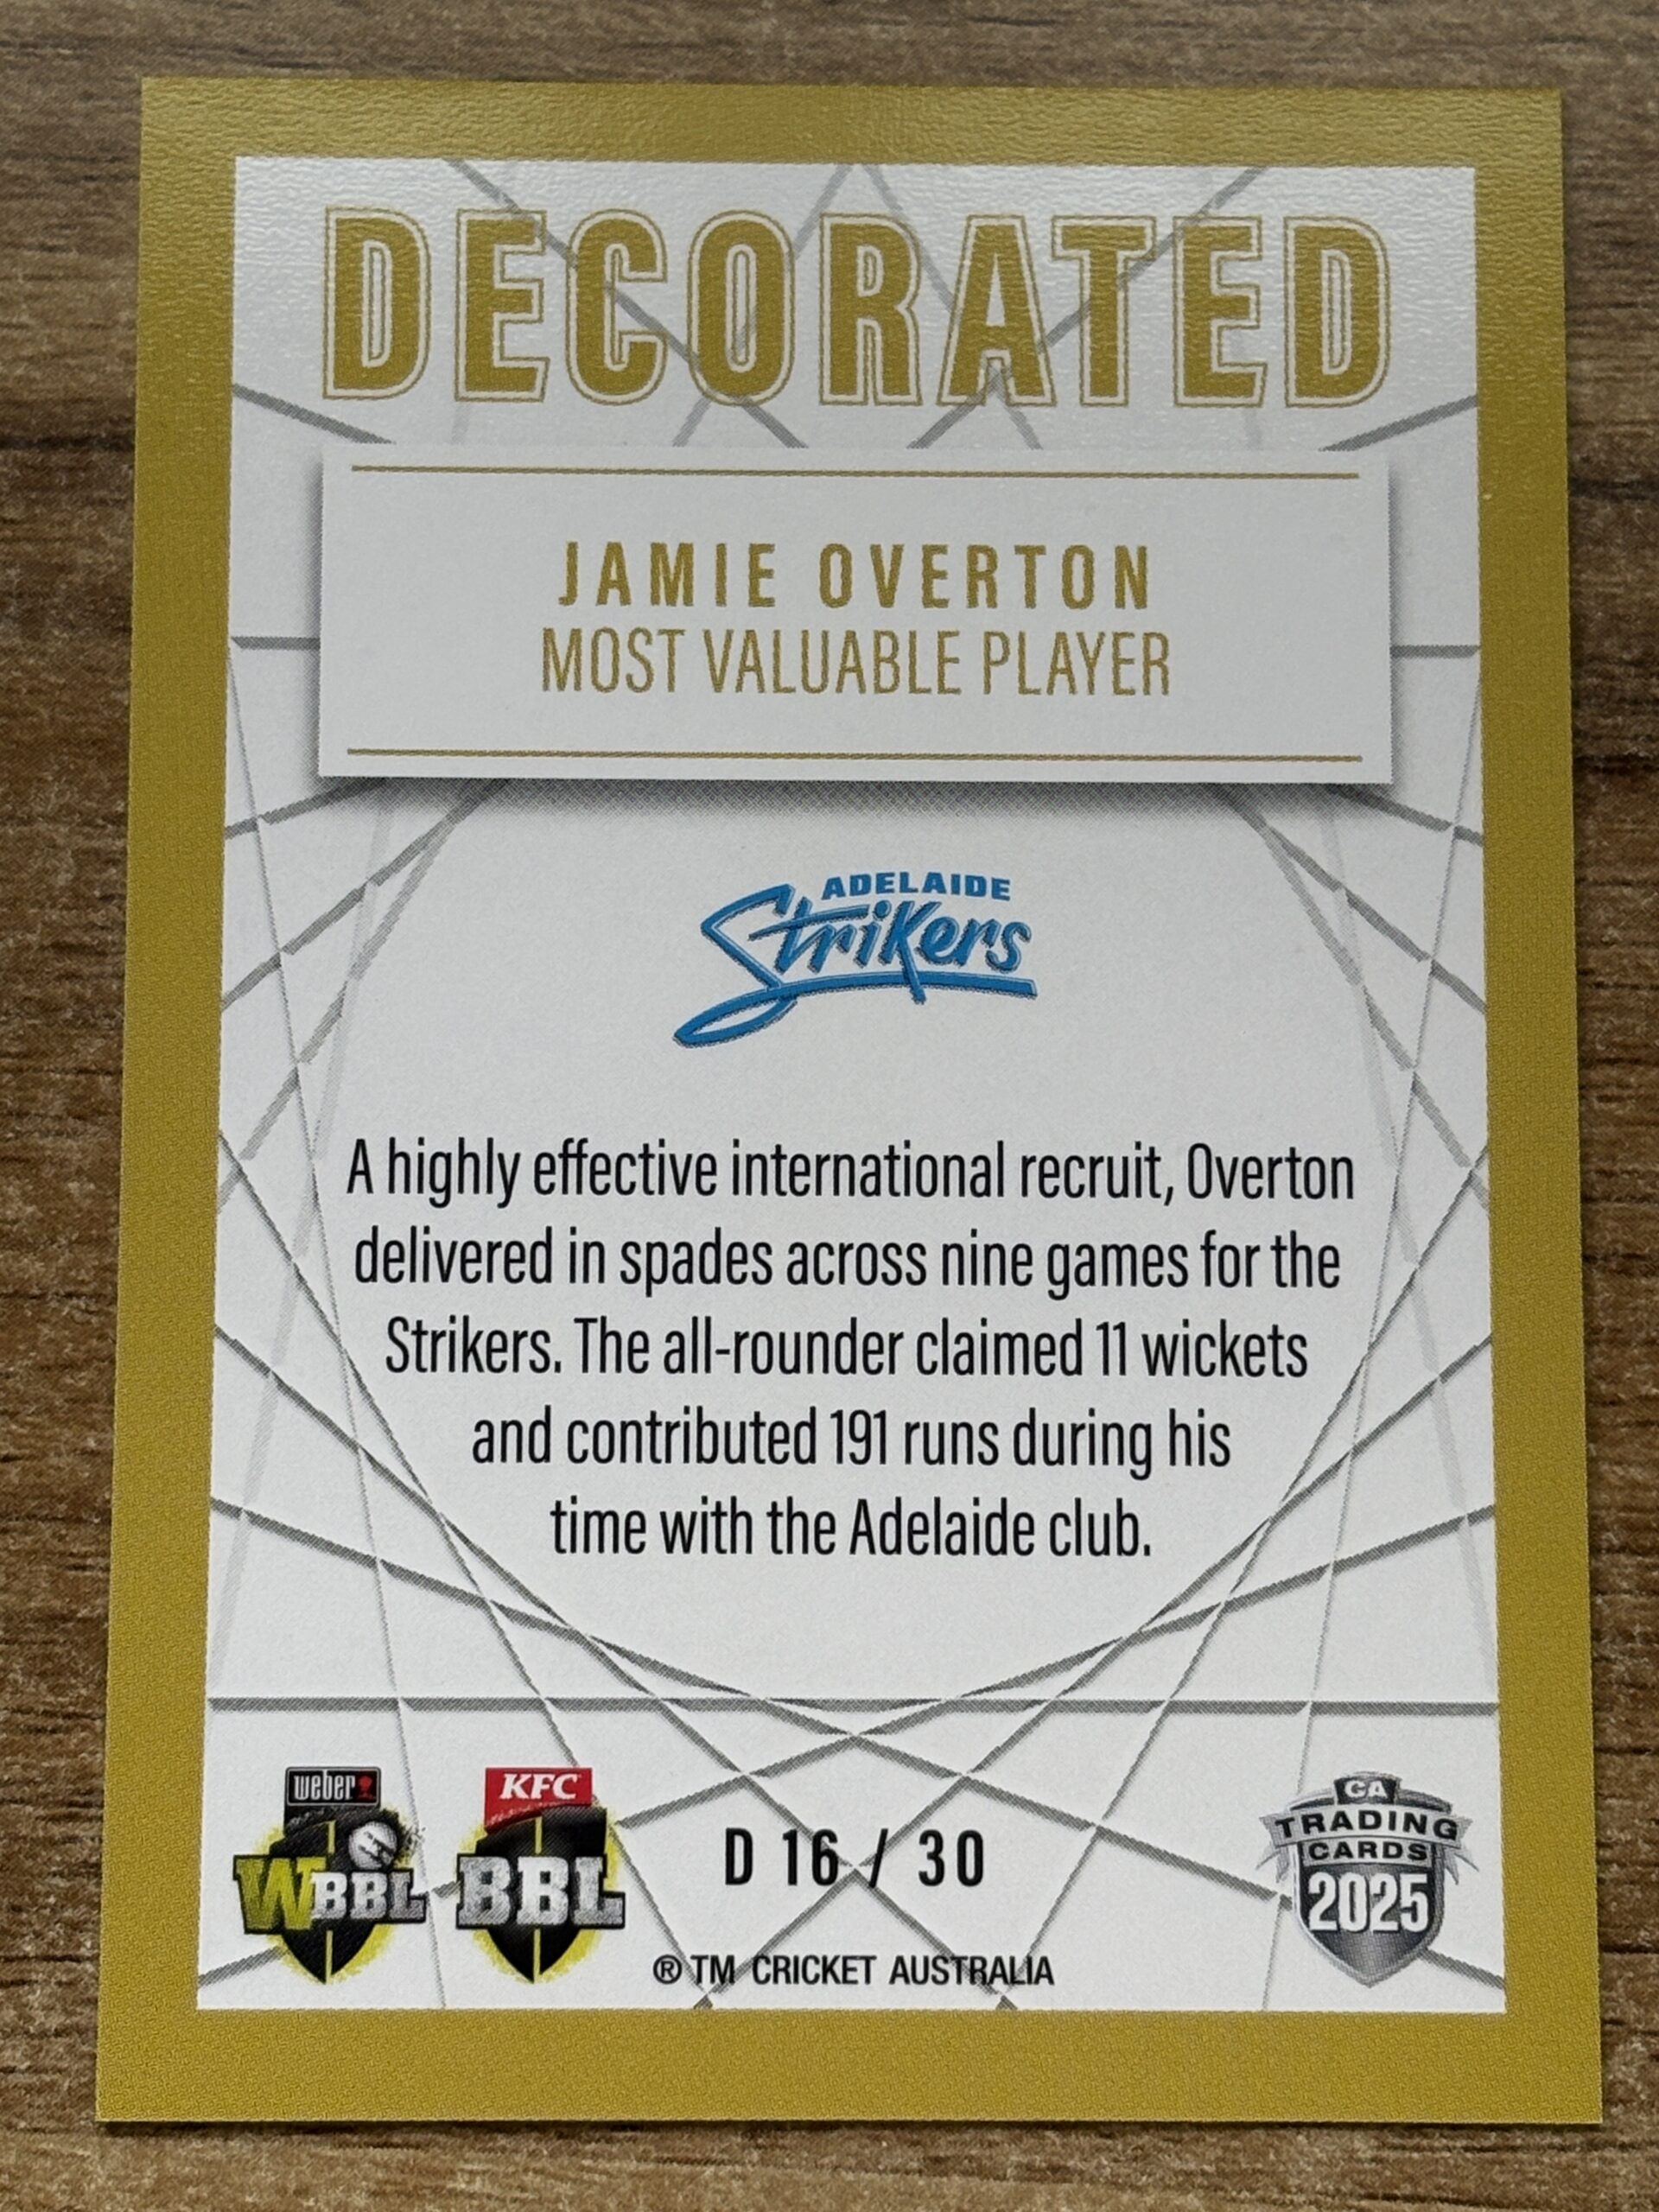 DECORATED
JAMIE OVERTON
MOST VALUABLE PLAYER
ADELAIDE
Strikers
A highly effective international recruit, Overton
delivered in spades across nine games for the
Strikers. The all-rounder claimed 11 wickets
and contributed 191 runs during his
time with the Adelaide club.
weber
WBBL
KFC
BBL
D 16 / 30
® TM CRICKET AUSTRALIA
CA
TRADING
CARDS
2025